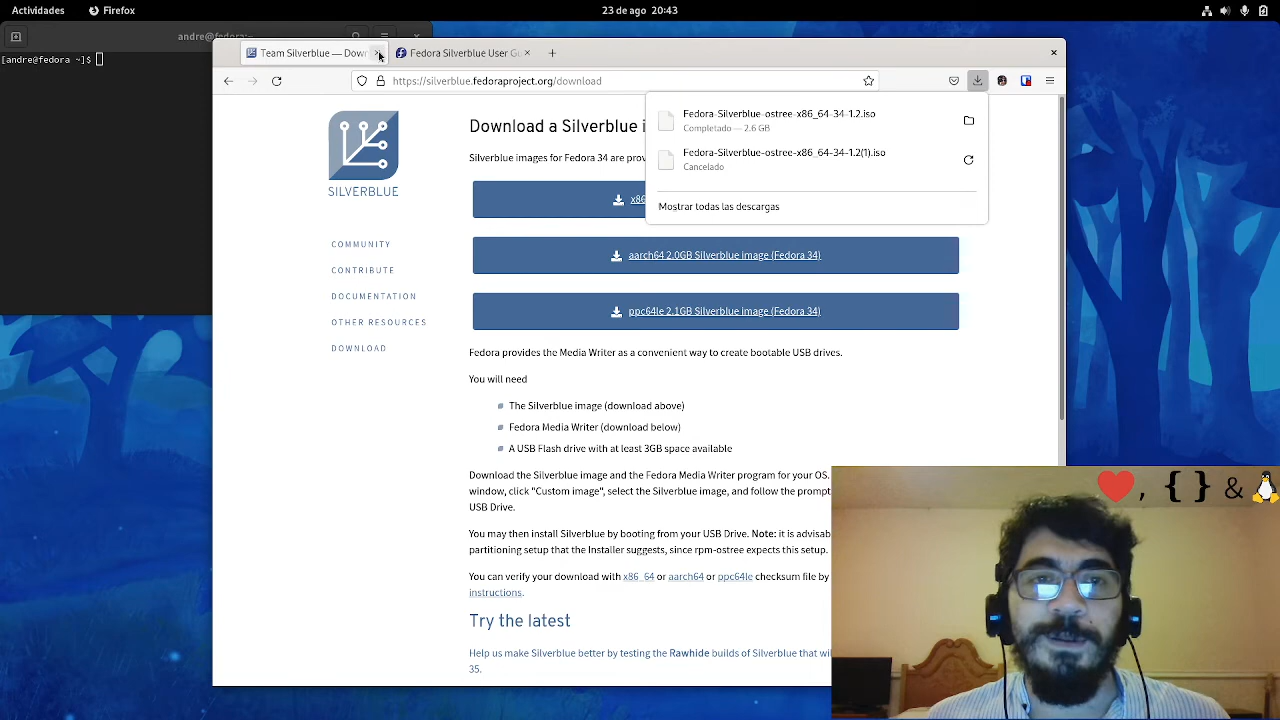 Actividades
Firefox
23 de ago 20:43
andre@fedora:~
[andre@fedora ~]$
Team Silverblue — Down
Fedora Silverblue User Gu
https://silverblue.fedoraproject.org/download
Fedora-Silverblue-ostree-x86_64-34-1.2.iso
Completado — 2.6 GB
Fedora-Silverblue-ostree-x86_64-34-1.2(1).iso
Cancelado
Mostrar todas las descargas
SILVERBLUE
COMMUNITY
CONTRIBUTE
DOCUMENTATION
OTHER RESOURCES
DOWNLOAD
Download a Silverblue i
Silverblue images for Fedora 34 are prov
x86
aarch64 2.0GB Silverblue image (Fedora 34)
ppc64le 2.1GB Silverblue image (Fedora 34)
Fedora provides the Media Writer as a convenient way to create bootable USB drives.
You will need
The Silverblue image (download above)
Fedora Media Writer (download below)
A USB Flash drive with at least 3GB space available
Download the Silverblue image and the Fedora Media Writer program for your OS.
window, click "Custom image", select the Silverblue image, and follow the prompt
USB Drive.
You may then install Silverblue by booting from your USB Drive. Note: it is advisab
partitioning setup that the Installer suggests, since rpm-ostree expects this setup.
You can verify your download with x86_64 or aarch64 or ppc64le checksum file by
instructions.
Try the latest
Help us make Silverblue better by testing the Rawhide builds of Silverblue that wil
35.
, { } &